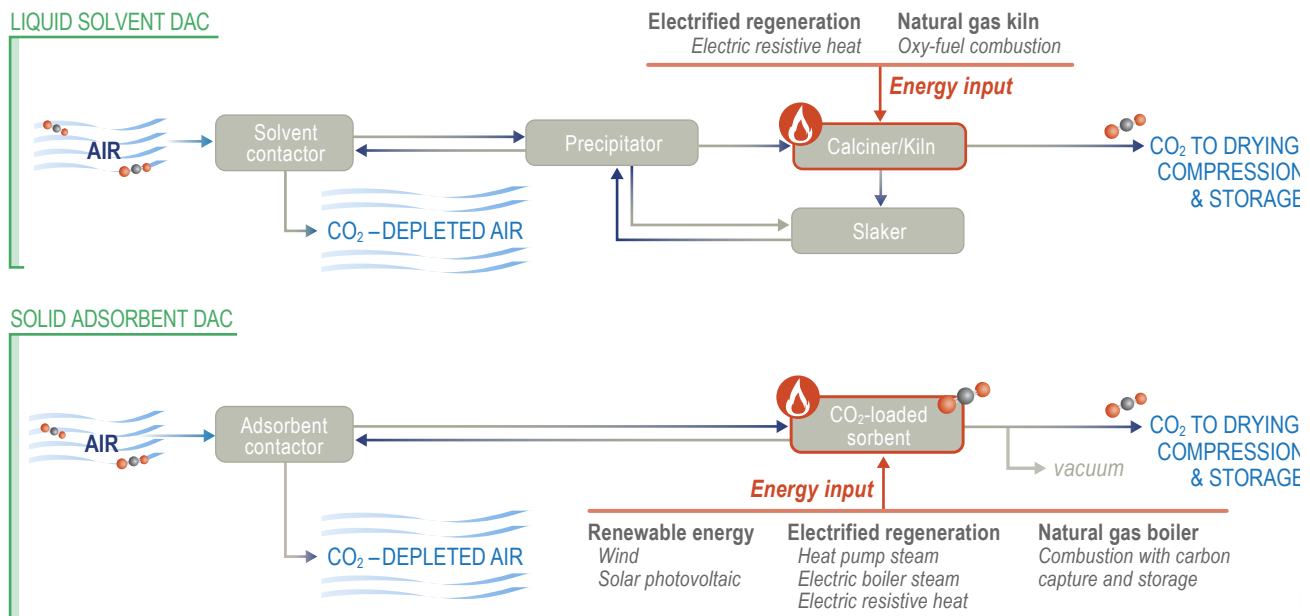 LIQUID SOLVENT DAC
Electrified regeneration
Electric resistive heat
Natural gas kiln
Oxy-fuel combustion
Energy input
AIR
Solvent
contactor
Precipitator
Calciner/Kiln
CO₂ TO DRYING
COMPRESSION
& STORAGE
CO₂ –DEPLETED AIR
Slaker
SOLID ADSORBENT DAC
AIR
Adsorbent
contactor
CO₂-loaded
sorbent
CO₂ TO DRYING
COMPRESSION
& STORAGE
vacuum
Energy input
CO₂ –DEPLETED AIR
Renewable energy
Wind
Solar photovoltaic
Electrified regeneration
Heat pump steam
Electric boiler steam
Electric resistive heat
Natural gas boiler
Combustion with carbon
capture and storage